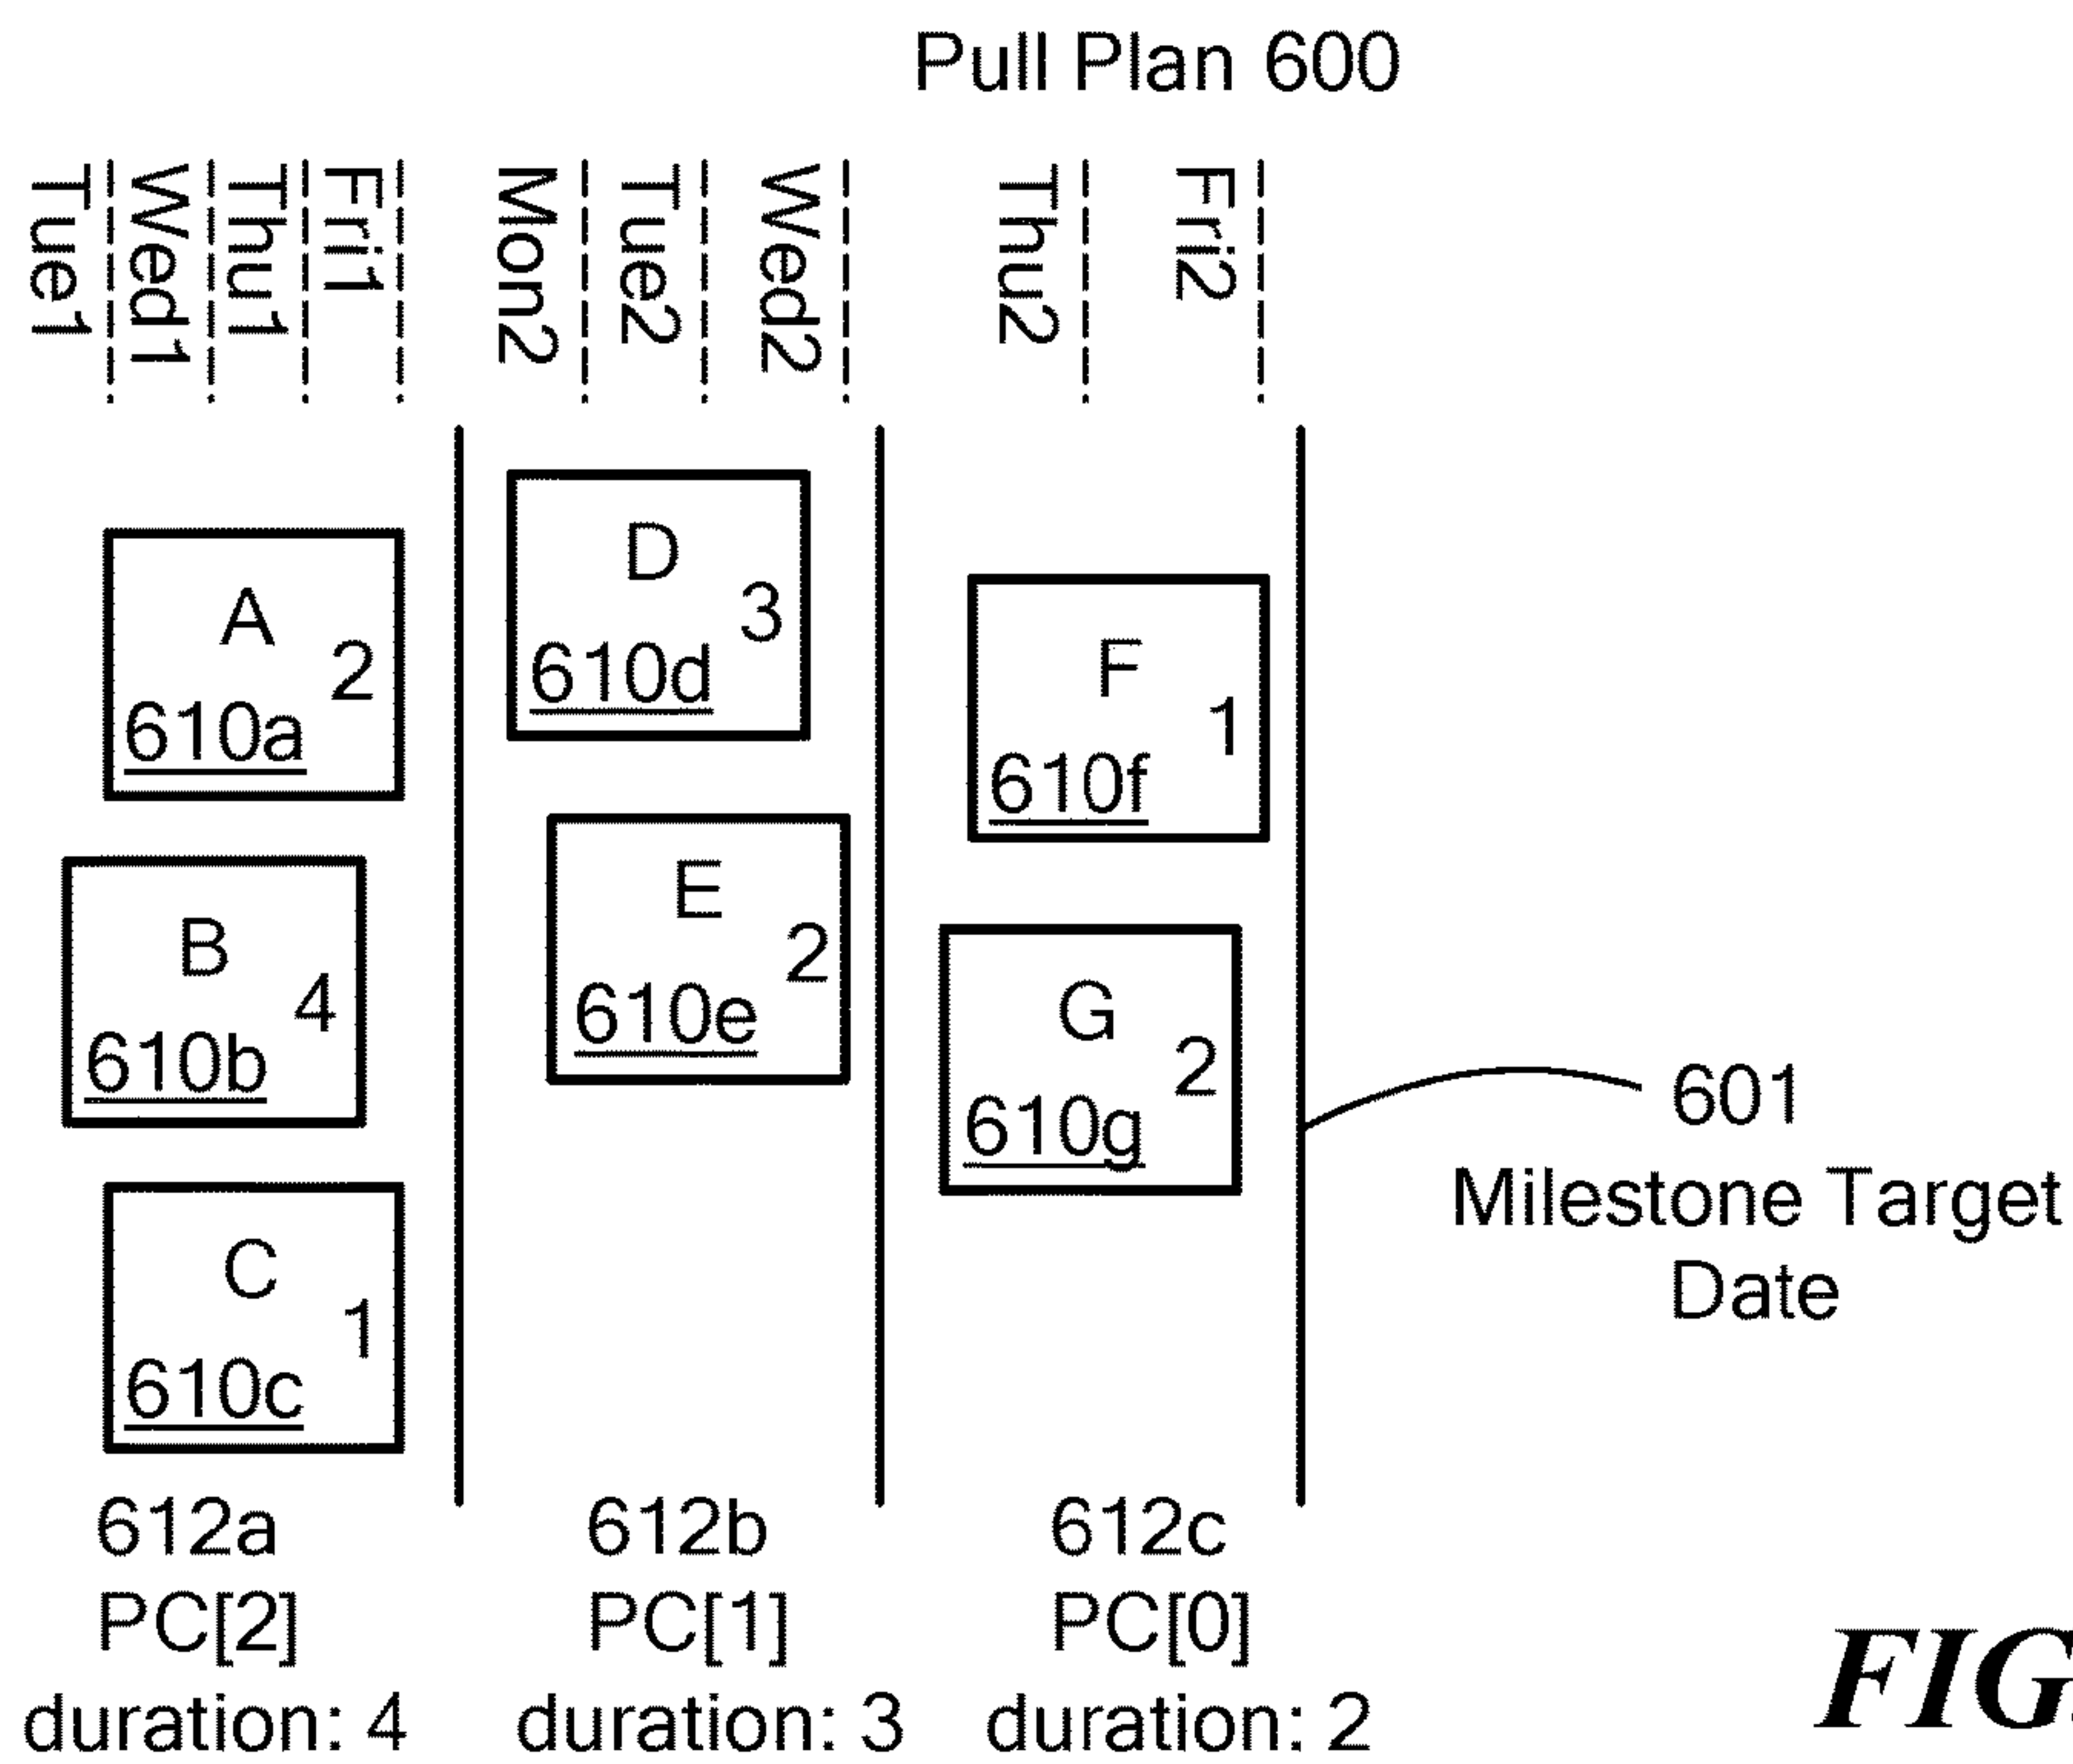 Pull Plan 600
Tue1
Wed1
Thu1
Fri1
Mon2
Tue2
Wed2
Thu2
Fri2
A
2
610a
B
4
610b
C
1
610c
D
3
610d
E
2
610e
F
1
610f
G
2
610g
601
Milestone Target
Date
612a
PC[2]
duration: 4
612b
PC[1]
duration: 3
612c
PC[0]
duration: 2
FIG.